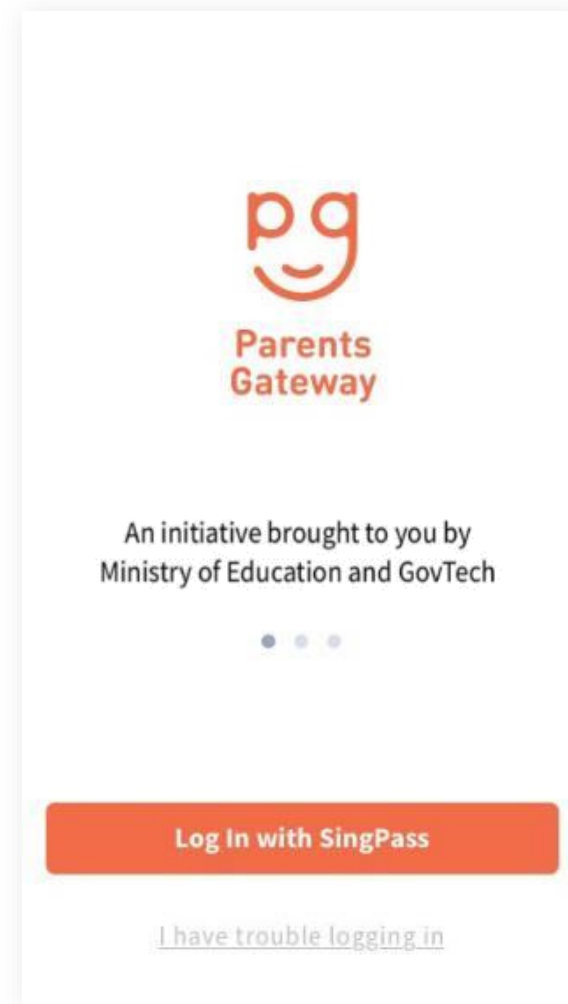 pg
Parents
Gateway
An initiative brought to you by
Ministry of Education and GovTech
Log In with SingPass
I have trouble logging in